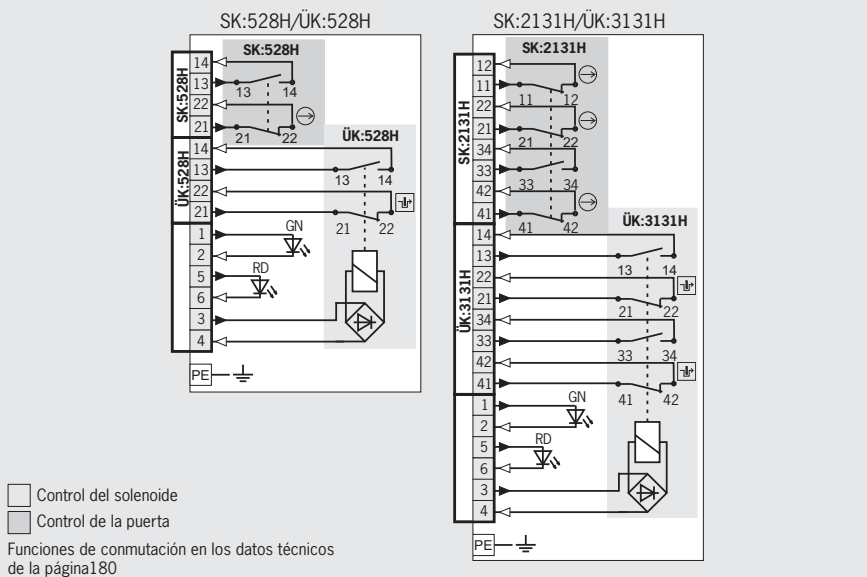 SK:528H/ÜK:528H
SK:528H
SK:528H
14
13
22
21
13 14
21 22
ÜK:528H
ÜK:528H
14
13
22
21
13 14
21 22
1
2
5
6
3
4
GN
RD
PE
SK:2131H/ÜK:3131H
SK:2131H
SK:2131H
12
11
22
21
34
33
42
41
11 12
21 22
33 34
41 42
ÜK:3131H
ÜK:3131H
14
13
22
21
34
33
42
41
13 14
21 22
33 34
41 42
1
2
5
6
3
4
GN
RD
PE
Control del solenoide
Control de la puerta
Funciones de conmutación en los datos técnicos
de la página180